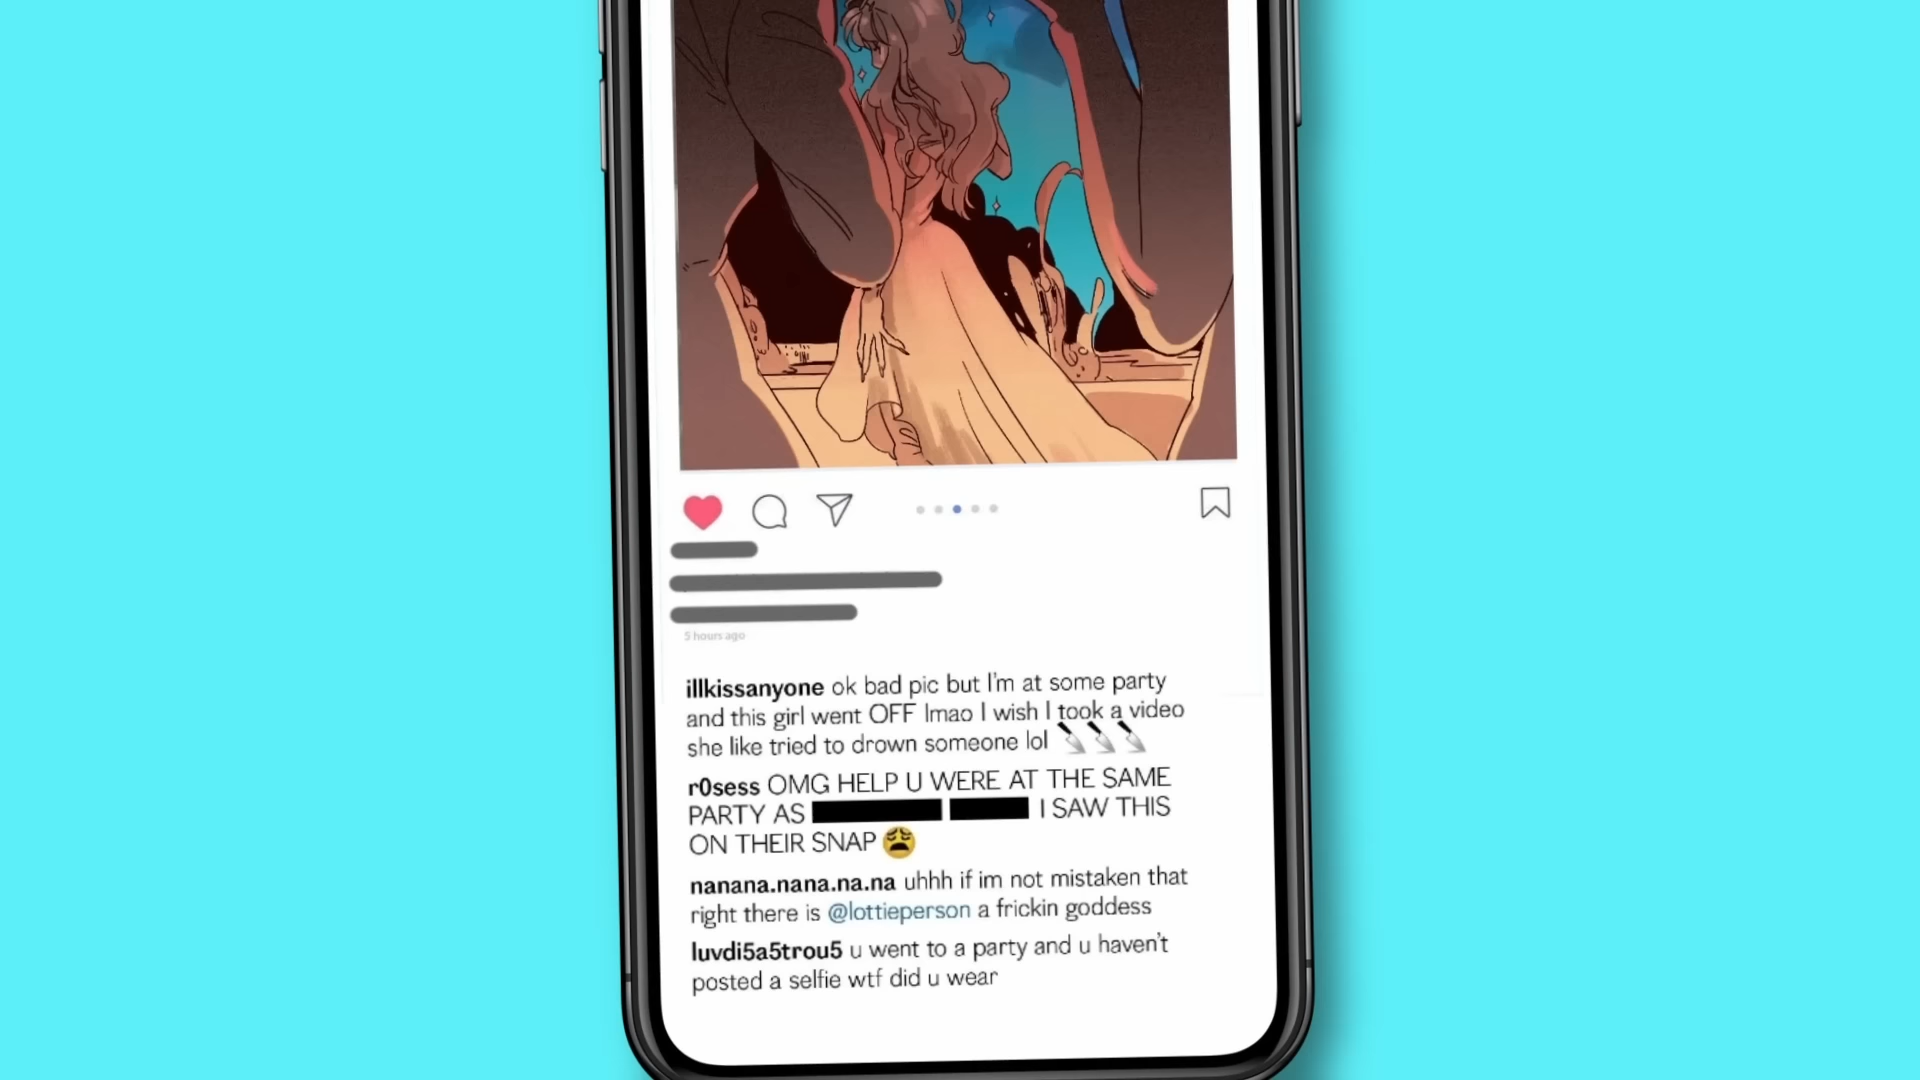 5 hours ago
illkissanyone ok bad pic but I'm at some party
and this girl went OFF lmao I wish I took a video
she like tried to drown someone lol 🔪🔪🔪
r0sess OMG HELP U WERE AT THE SAME
PARTY AS I SAW THIS
ON THEIR SNAP 😩
nanana.nana.na.na uhhh if im not mistaken that
right there is @lottieperson a frickin goddess
luvdi5a5trou5 u went to a party and u haven't
posted a selfie wtf did u wear